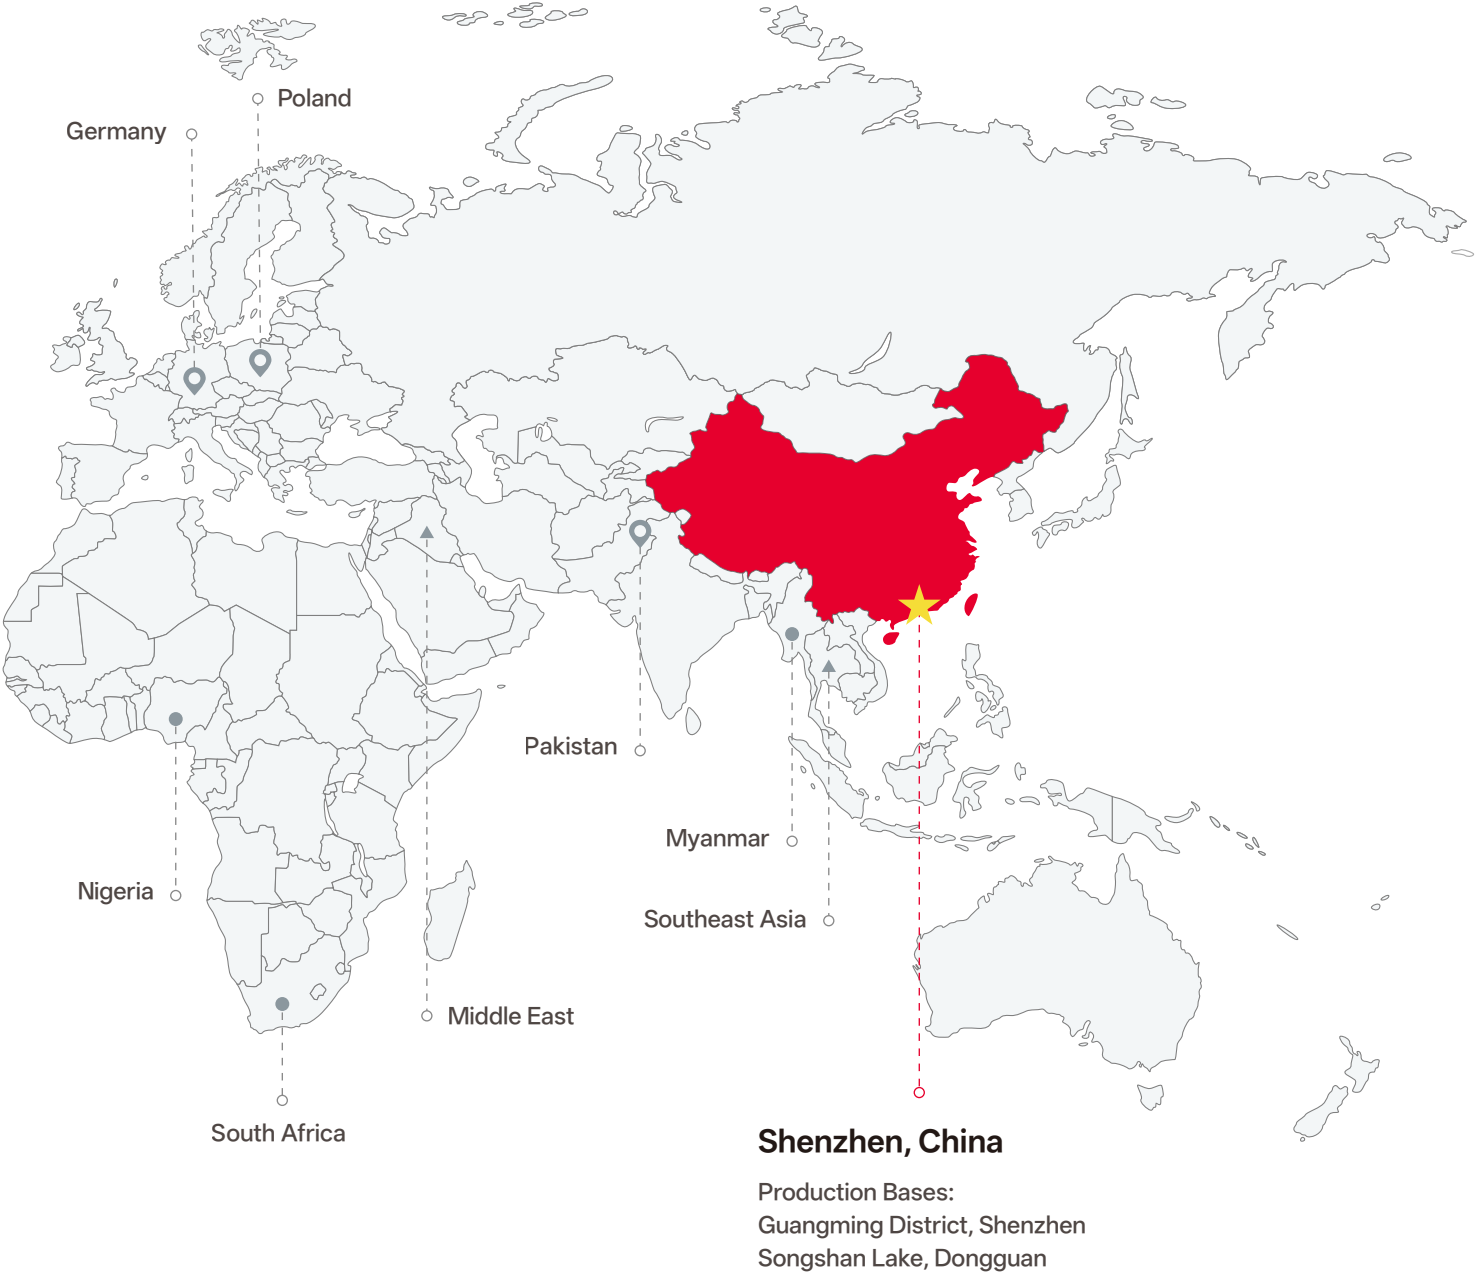 Poland
Germany
Pakistan
Myanmar
Nigeria
Southeast Asia
Middle East
South Africa
Shenzhen, China
Production Bases:
Guangming District, Shenzhen
Songshan Lake, Dongguan